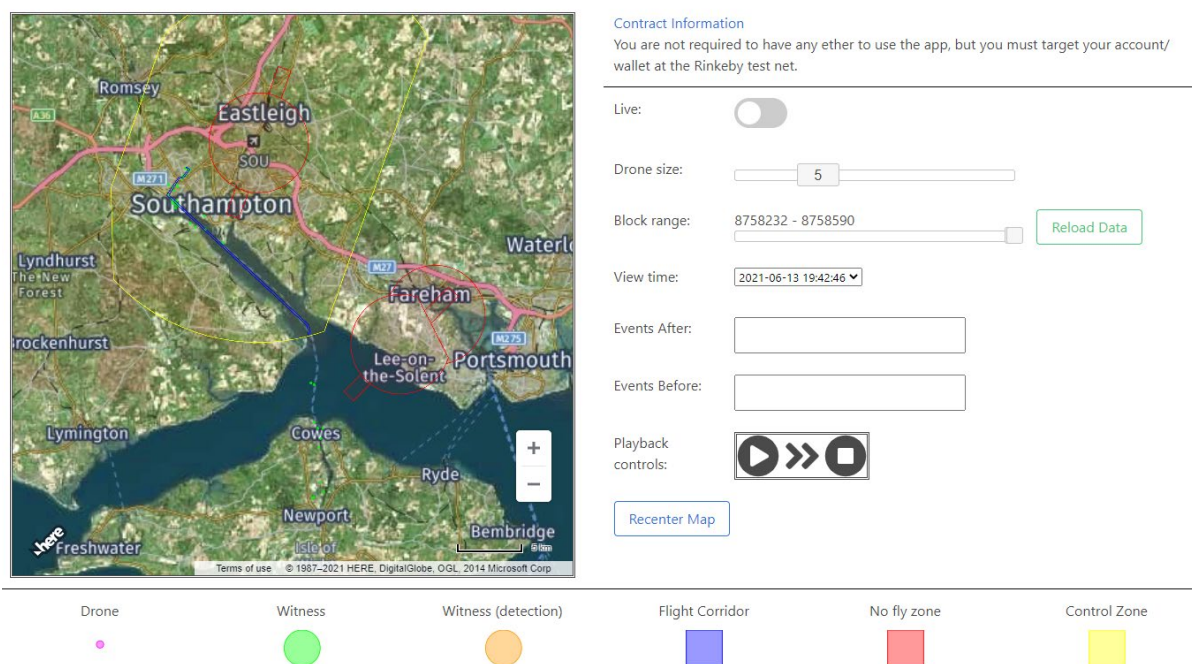 Romsey
A36
Eastleigh
SOU
M271
Southampton
Lyndhurst
The New
Forest
M27
Fareham
M275
Lee-on-
the-Solent
Portsmouth
Lymington
Cowes
Ryde
Newport
Bembridge
Isle of
Freshwater
here
5 km
+
−
Terms of use © 1987–2021 HERE, DigitalGlobe, OGL, 2014 Microsoft Corp
Contract Information
You are not required to have any ether to use the app, but you must target your account/
wallet at the Rinkeby test net.
Live:
Drone size:
5
Block range:
8758232 - 8758590
Reload Data
View time:
2021-06-13 19:42:46
Events After:
Events Before:
Playback
controls:
Recenter Map
Drone
Witness
Witness (detection)
Flight Corridor
No fly zone
Control Zone